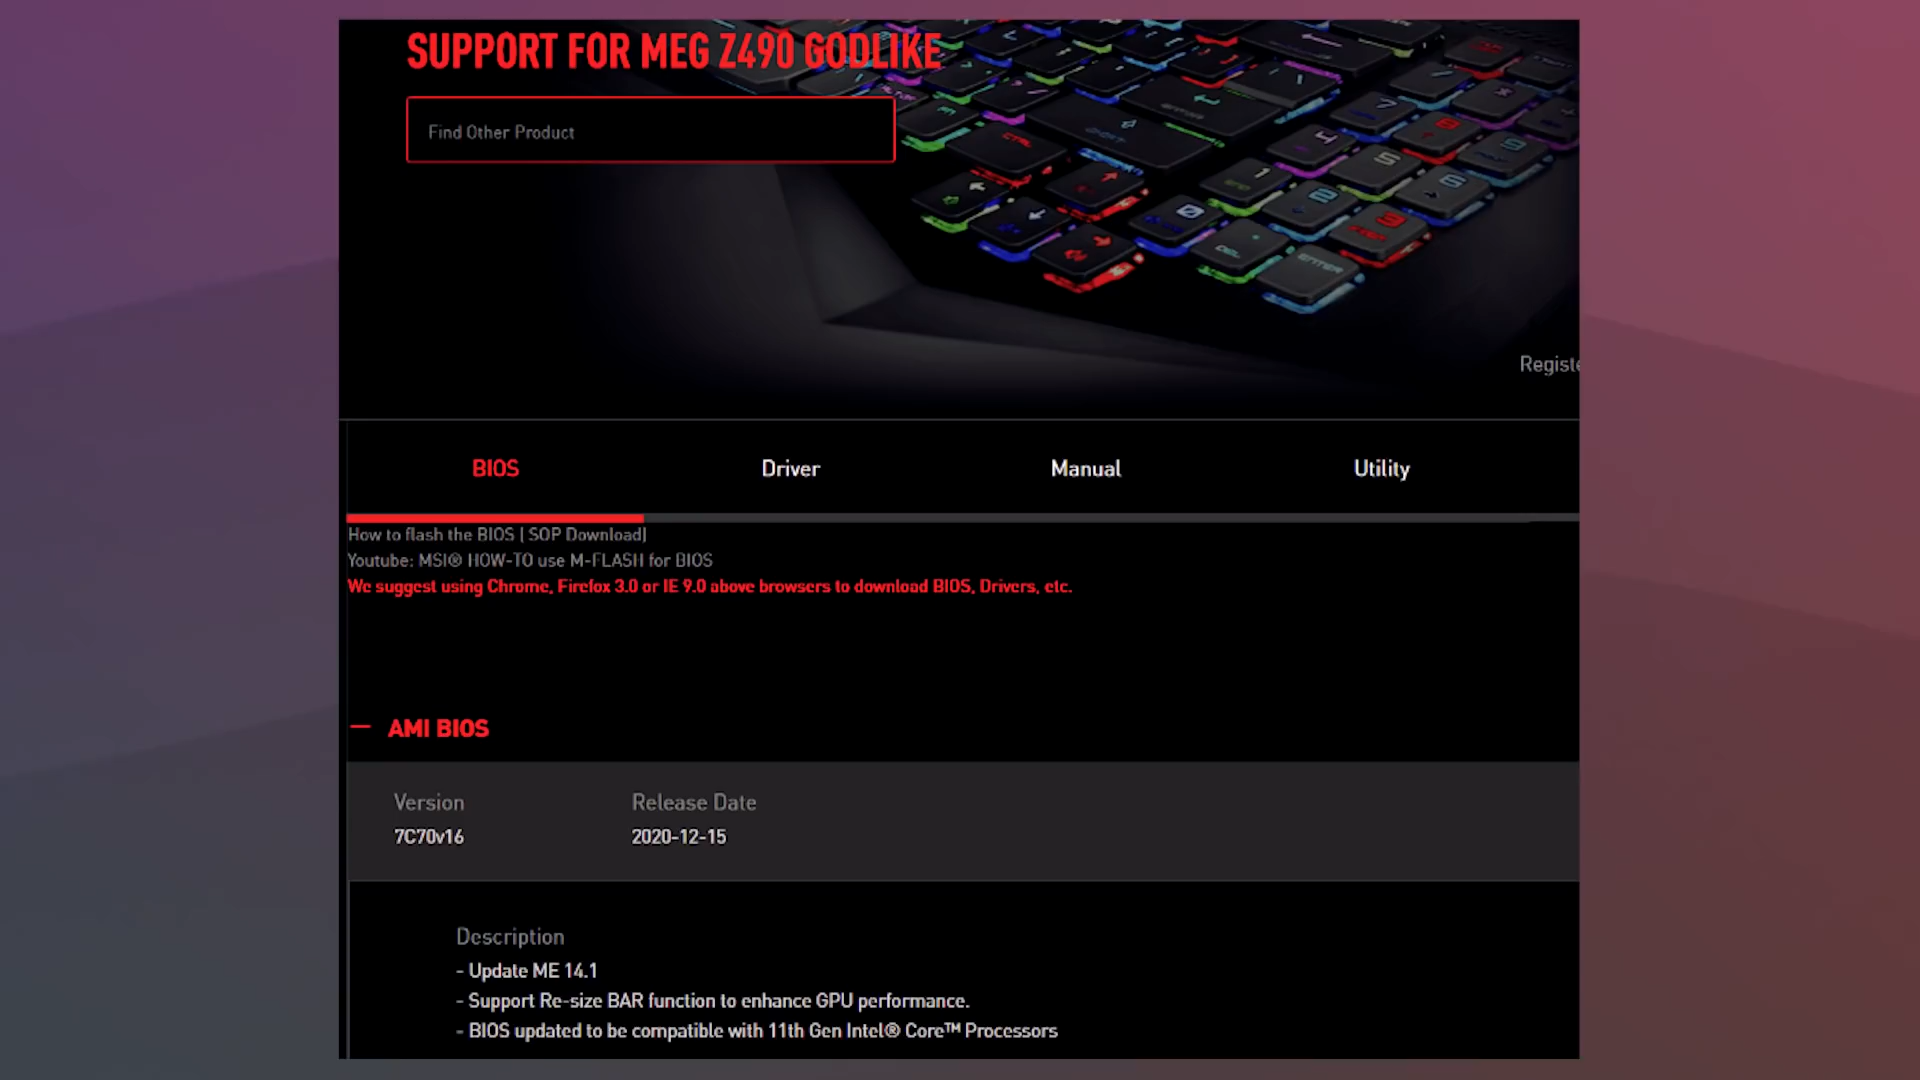 SUPPORT FOR MEG Z490 GODLIKE
Find Other Product
Registe
BIOS
Driver
Manual
Utility
How to flash the BIOS [ SOP Download]
Youtube: MSI® HOW-TO use M-FLASH for BIOS
We suggest using Chrome, Firefox 3.0 or IE 9.0 above browsers to download BIOS, Drivers, etc.
— AMI BIOS
Version
Release Date
7C70v16
2020-12-15
Description
- Update ME 14.1
- Support Re-size BAR function to enhance GPU performance.
- BIOS updated to be compatible with 11th Gen Intel® Core™ Processors